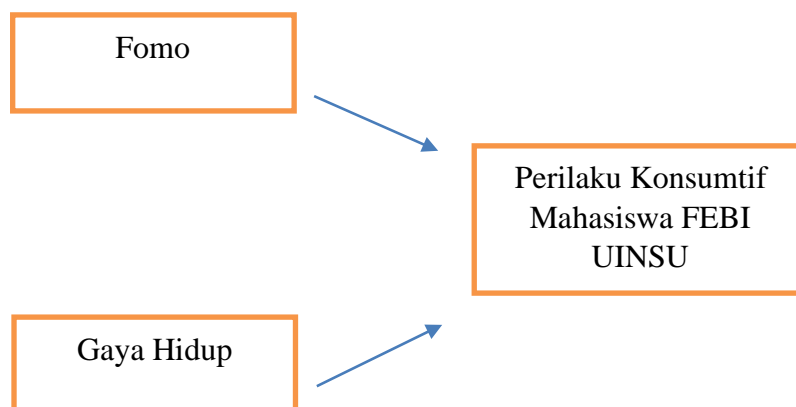 Fomo
Perilaku Konsumtif
Mahasiswa FEBI
UINSU
Gaya Hidup